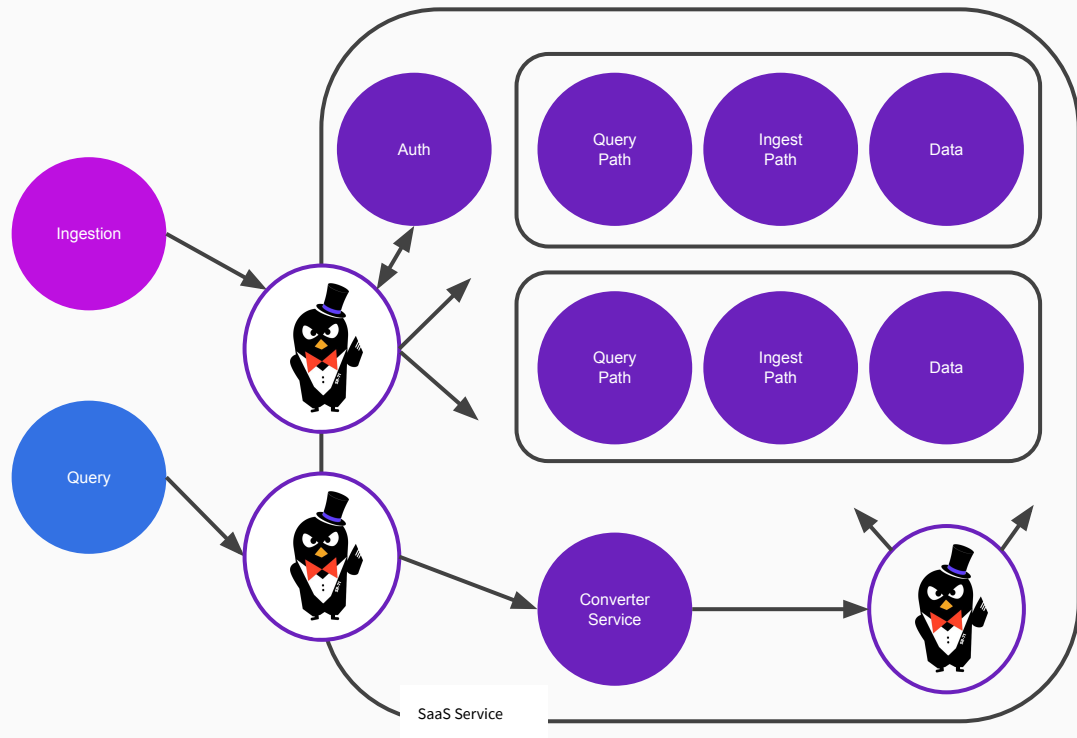 Auth
Query
Path
Ingest
Path
Data
Ingestion
Query
Path
Ingest
Path
Data
Query
Converter
Service
SaaS Service